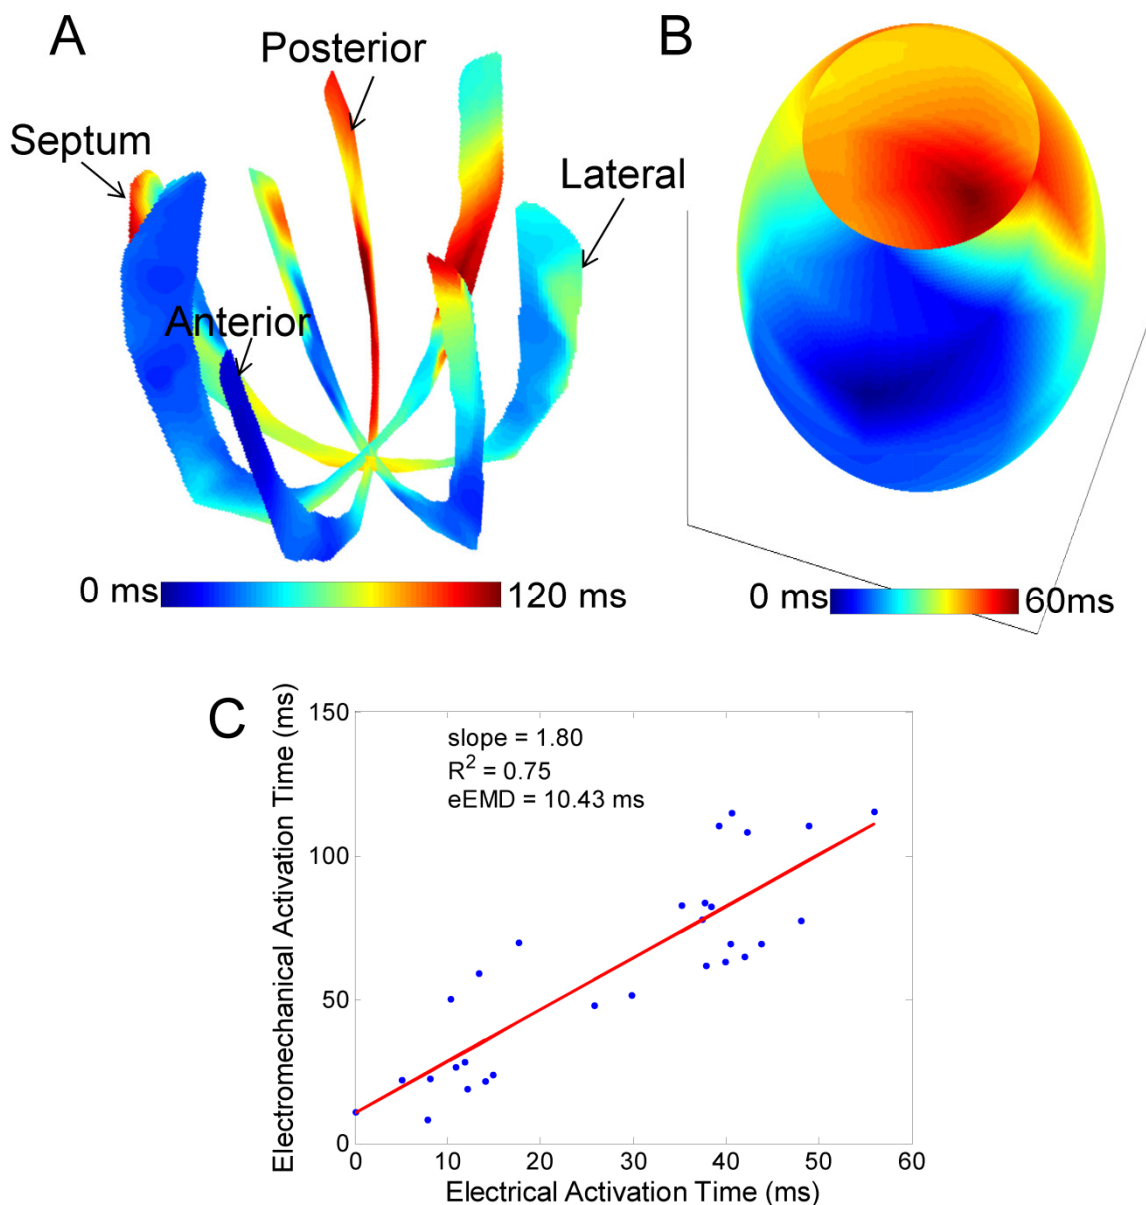 A
B
Posterior
Septum
Lateral
Anterior
0 ms
120 ms
0 ms
60ms
C
Electromechanical Activation Time (ms)
150
100
50
0
slope = 1.80
R² = 0.75
eEMD = 10.43 ms
0 10 20 30 40 50 60
Electrical Activation Time (ms)